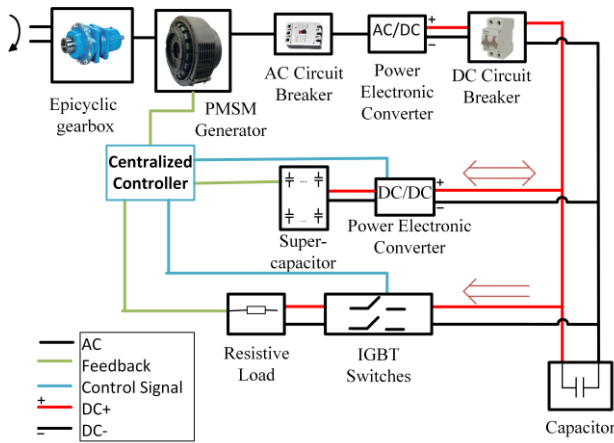 AC/DC
+
−
Epicyclic
gearbox
PMSM
Generator
AC Circuit
Breaker
Power
Electronic
Converter
DC Circuit
Breaker
Centralized
Controller
...
...
DC/DC
+
−
Super-
capacitor
Power Electronic
Converter
Resistive
Load
IGBT
Switches
Capacitor
AC
Feedback
Control Signal
+
DC+
−
DC-